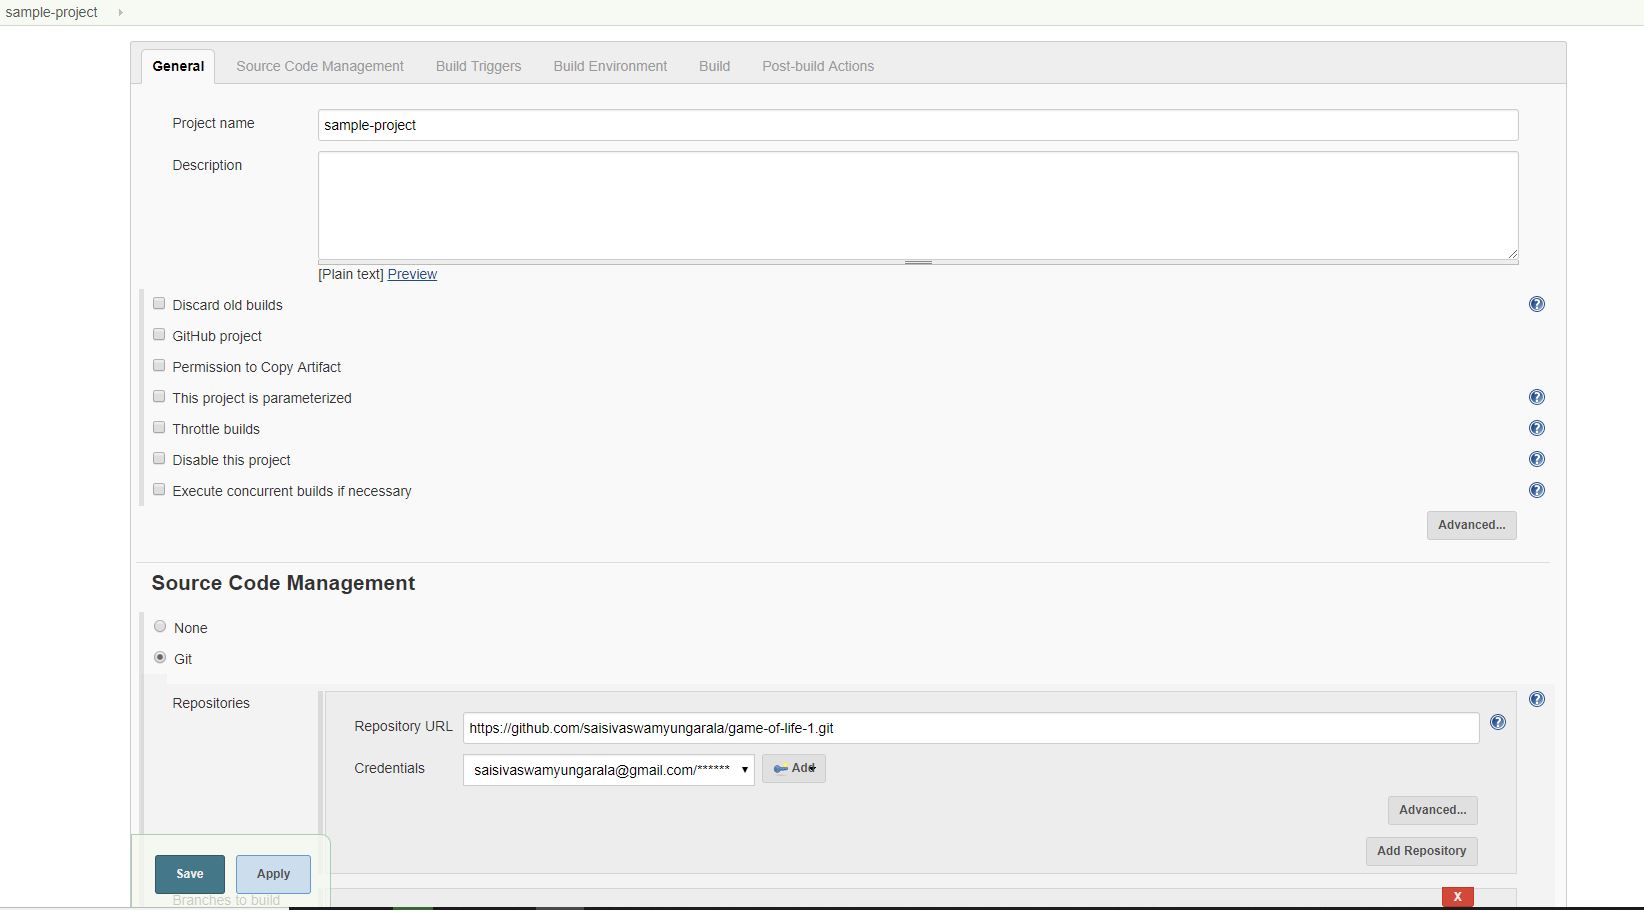 sample-project
General Source Code Management Build Triggers Build Environment Build Post-build Actions
Project name sample-project
Description
[Plain text] Preview
Discard old builds
GitHub project
Permission to Copy Artifact
This project is parameterized
Throttle builds
Disable this project
Execute concurrent builds if necessary
Advanced...
Source Code Management
None
Git
Repositories
Repository URL https://github.com/saisivaswamyungarala/game-of-life-1.git
Credentials saisivaswamyungarala@gmail.com/****** Add
Advanced...
Add Repository
Save Apply
Branches to build X